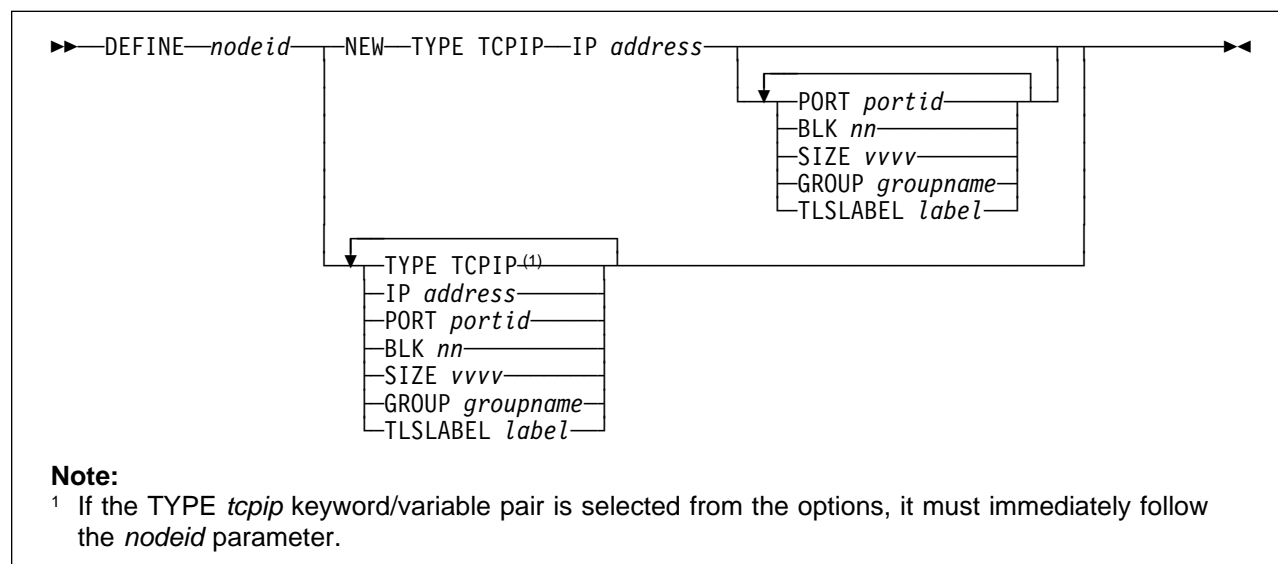 DEFINE nodeid NEW TYPE TCPIP IP address
PORT portid
BLK nn
SIZE vvvv
GROUP groupname
TLSLABEL label
TYPE TCPIP (1)
IP address
PORT portid
BLK nn
SIZE vvvv
GROUP groupname
TLSLABEL label
Note:
1 If the TYPE tcpip keyword/variable pair is selected from the options, it must immediately follow
the nodeid parameter.